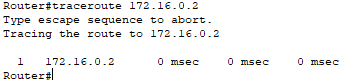 Router#traceroute 172.16.0.2
Type escape sequence to abort.
Tracing the route to 172.16.0.2
1 172.16.0.2 0 msec 0 msec 0 msec
Router#